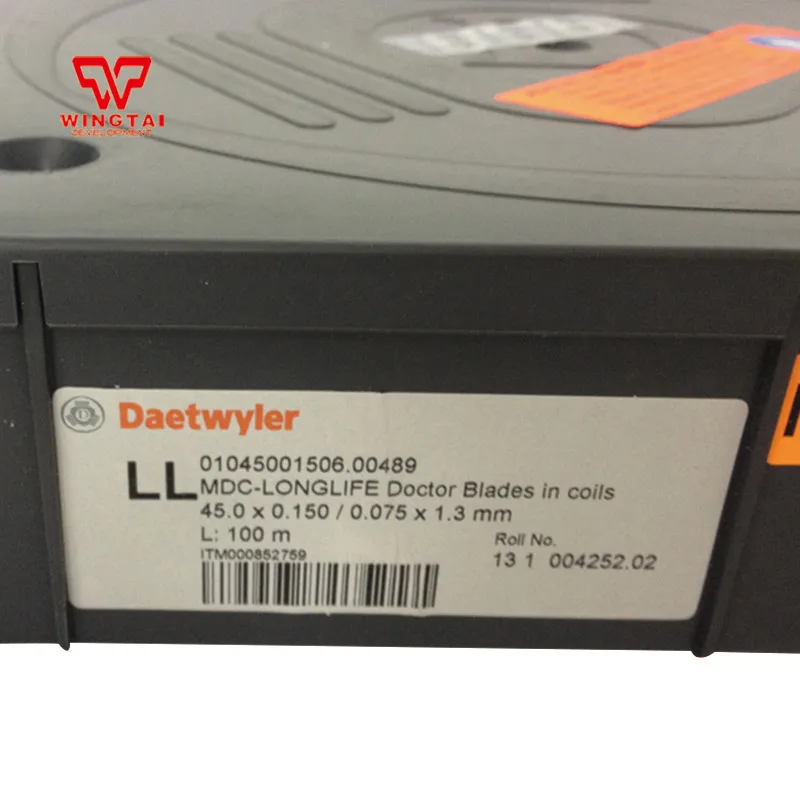 WINGTAI
DEVELOPMENT
Daetwyler
LL
01045001506.00489
MDC-LONGLIFE Doctor Blades in coils
45.0 x 0.150 / 0.075 x 1.3 mm
L: 100 m
Roll No.
ITM000852759
13 1 004252.02